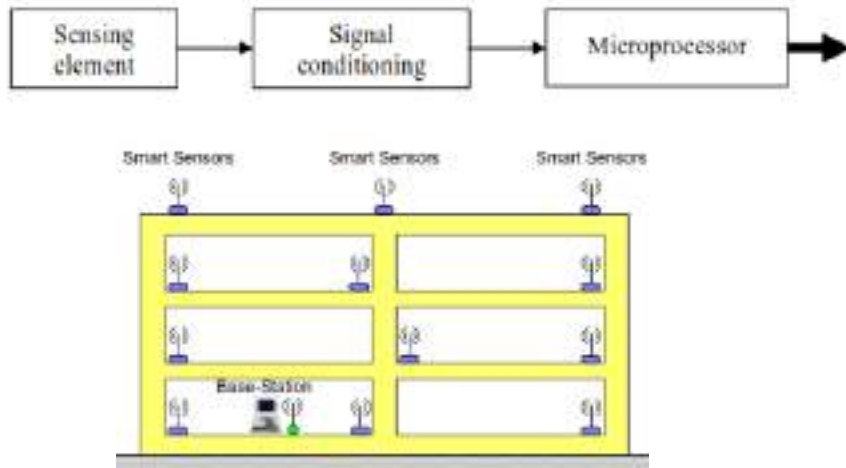 Sensing
element
Signal
conditioning
Microprocessor
Smart Sensors
Smart Sensors
Smart Sensors
Base-Station